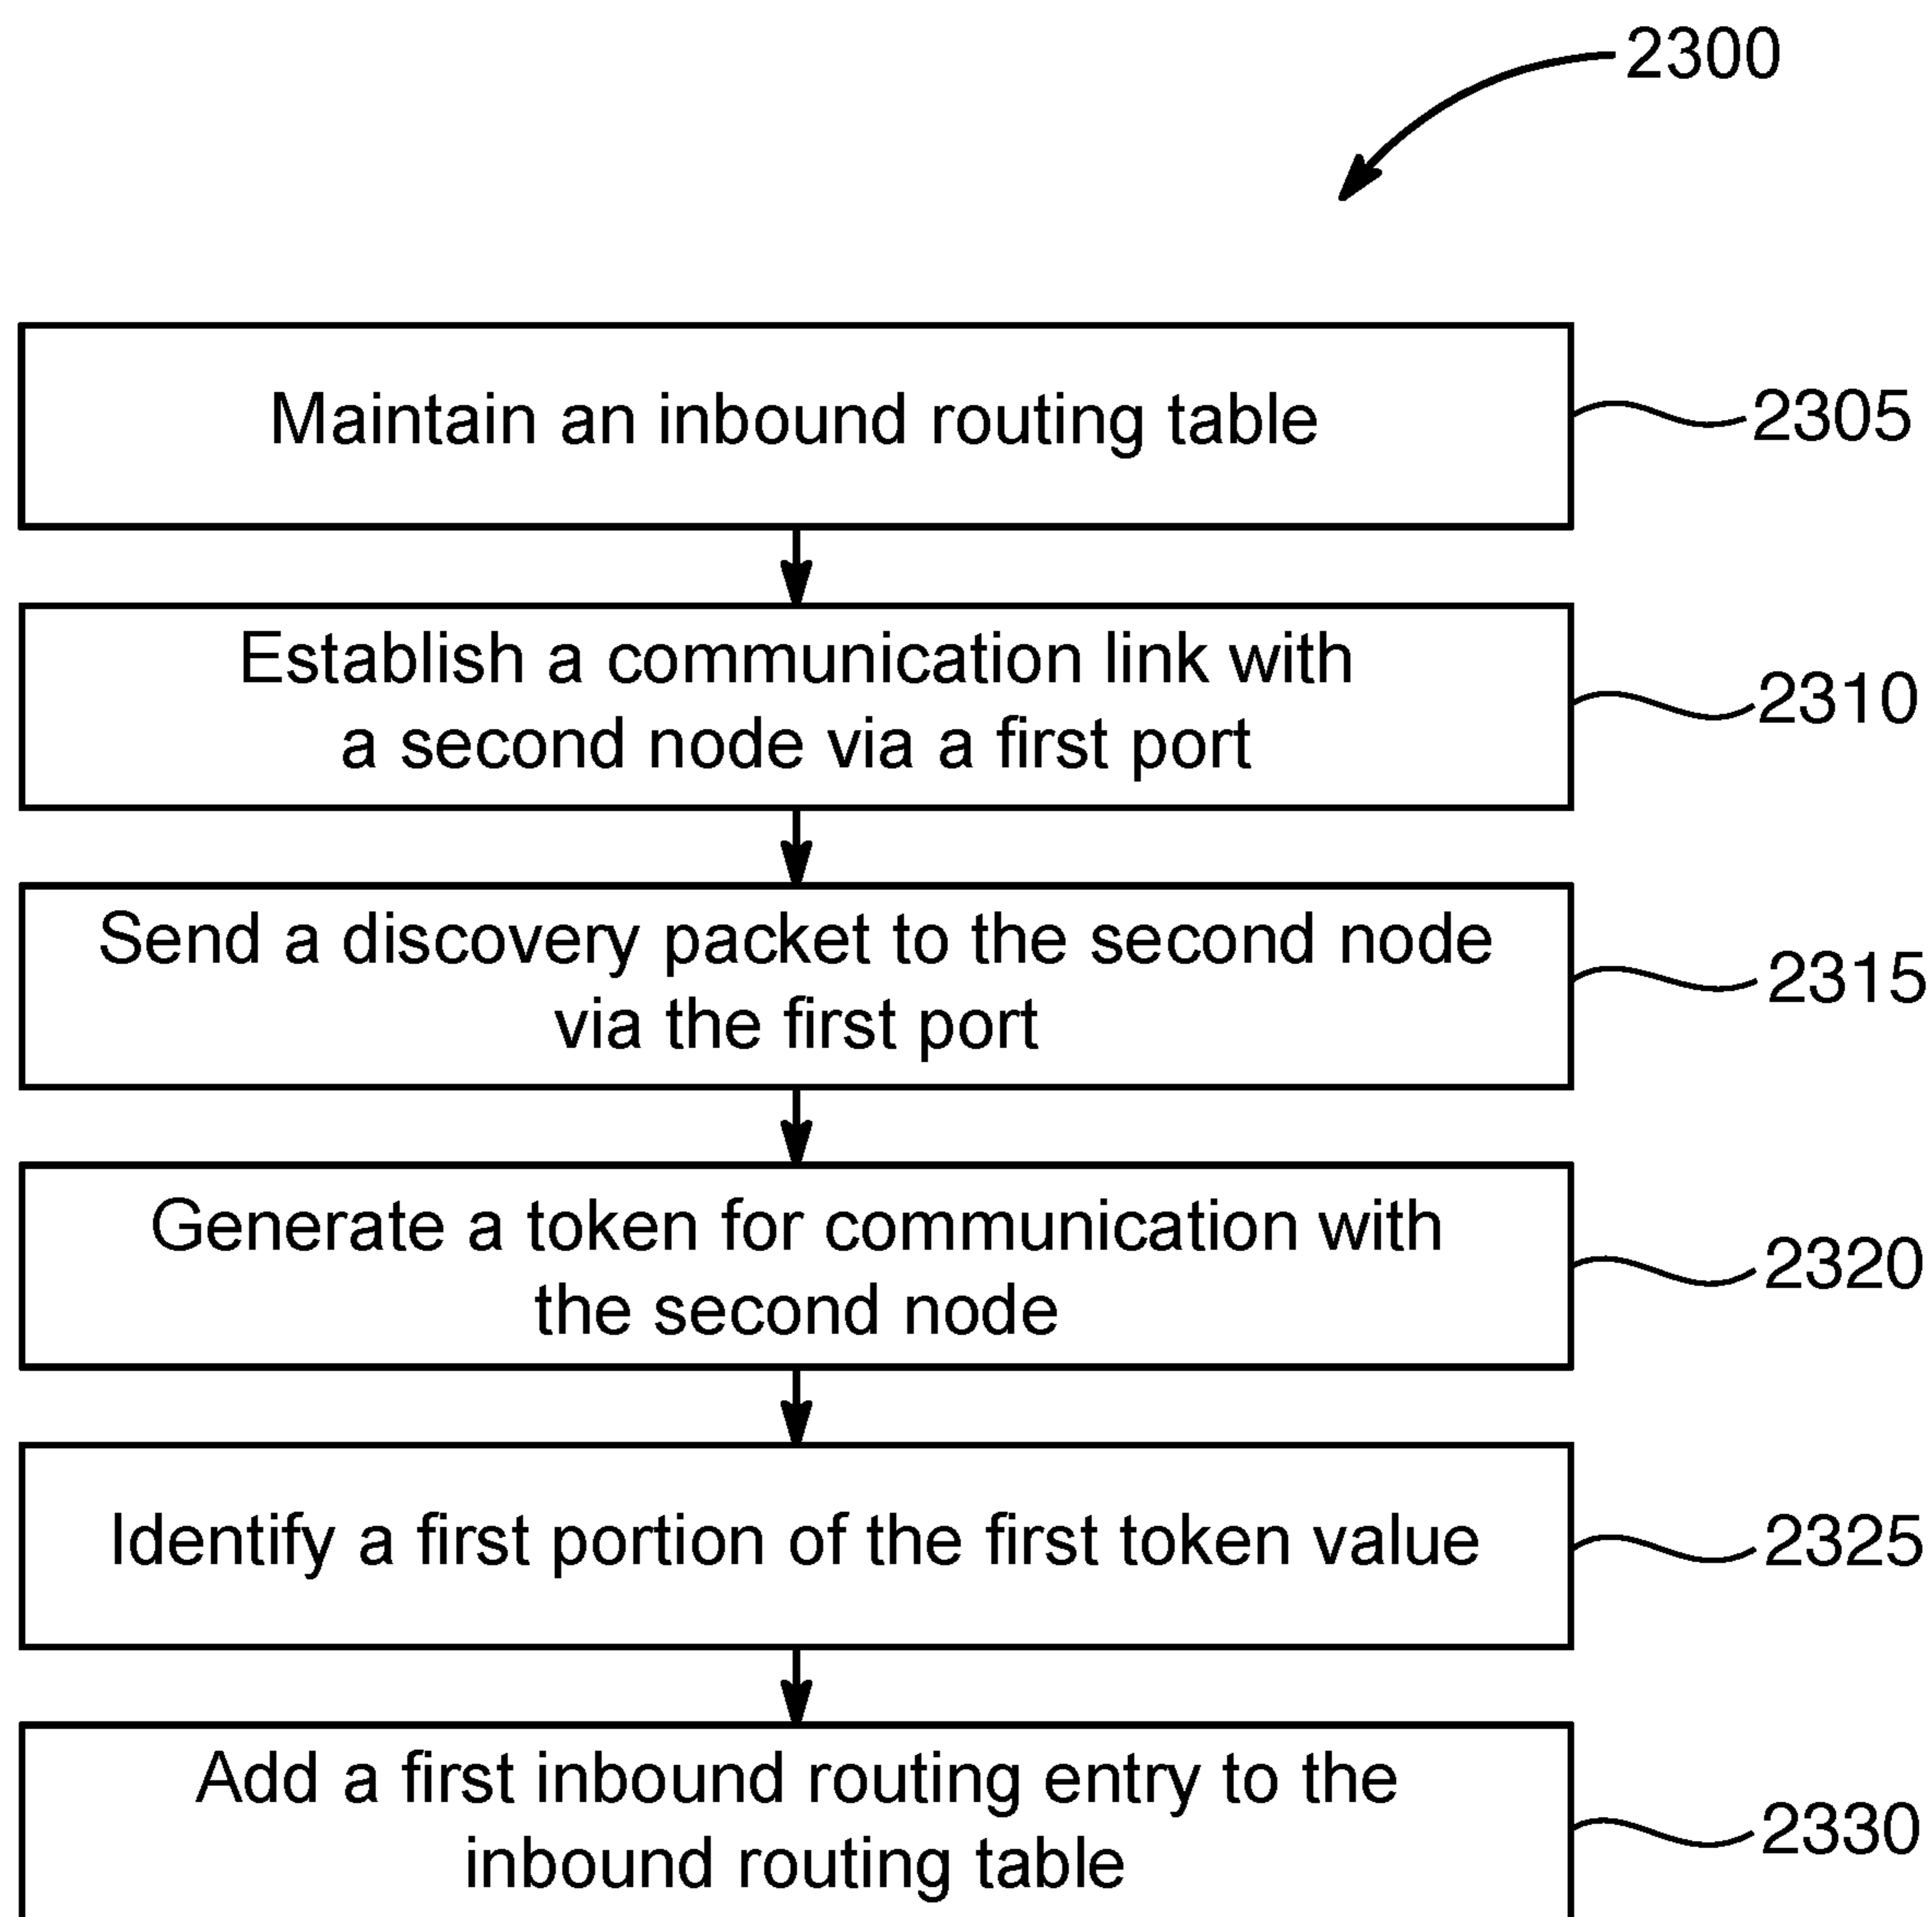 2300
Maintain an inbound routing table
2305
Establish a communication link with
a second node via a first port
2310
Send a discovery packet to the second node
via the first port
2315
Generate a token for communication with
the second node
2320
Identify a first portion of the first token value
2325
Add a first inbound routing entry to the
inbound routing table
2330